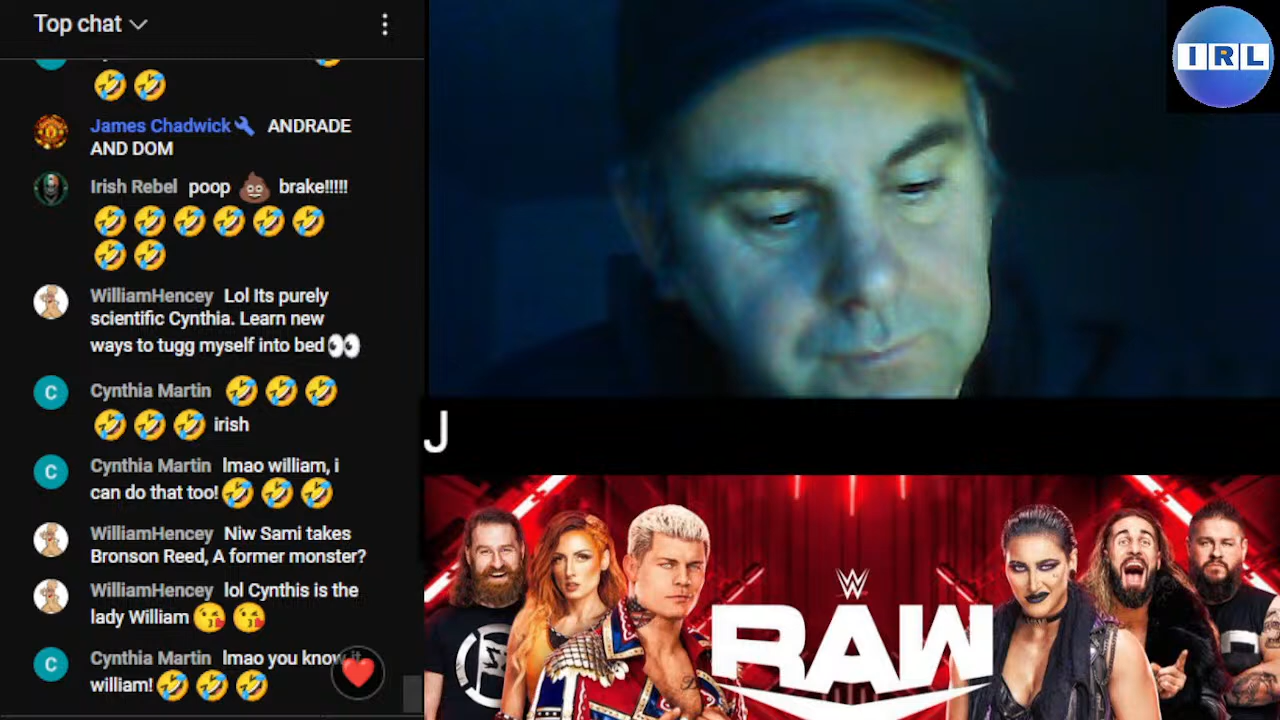 Top chat
James Chadwick ANDRADE
AND DOM
Irish Rebel poop 💩 brake!!!!!
🤣🤣🤣🤣🤣🤣
🤣🤣
WilliamHencey Lol Its purely
scientific Cynthia. Learn new
ways to tugg myself into bed👀
C
Cynthia Martin 🤣🤣🤣
🤣🤣🤣 irish
C
Cynthia Martin lmao william, i
can do that too!🤣🤣🤣
WilliamHencey Niw Sami takes
Bronson Reed, A former monster?
WilliamHencey lol Cynthis is the
lady William 😘😘
C
Cynthia Martin lmao you know it
william!🤣🤣🤣
IRL
J
W
RAW